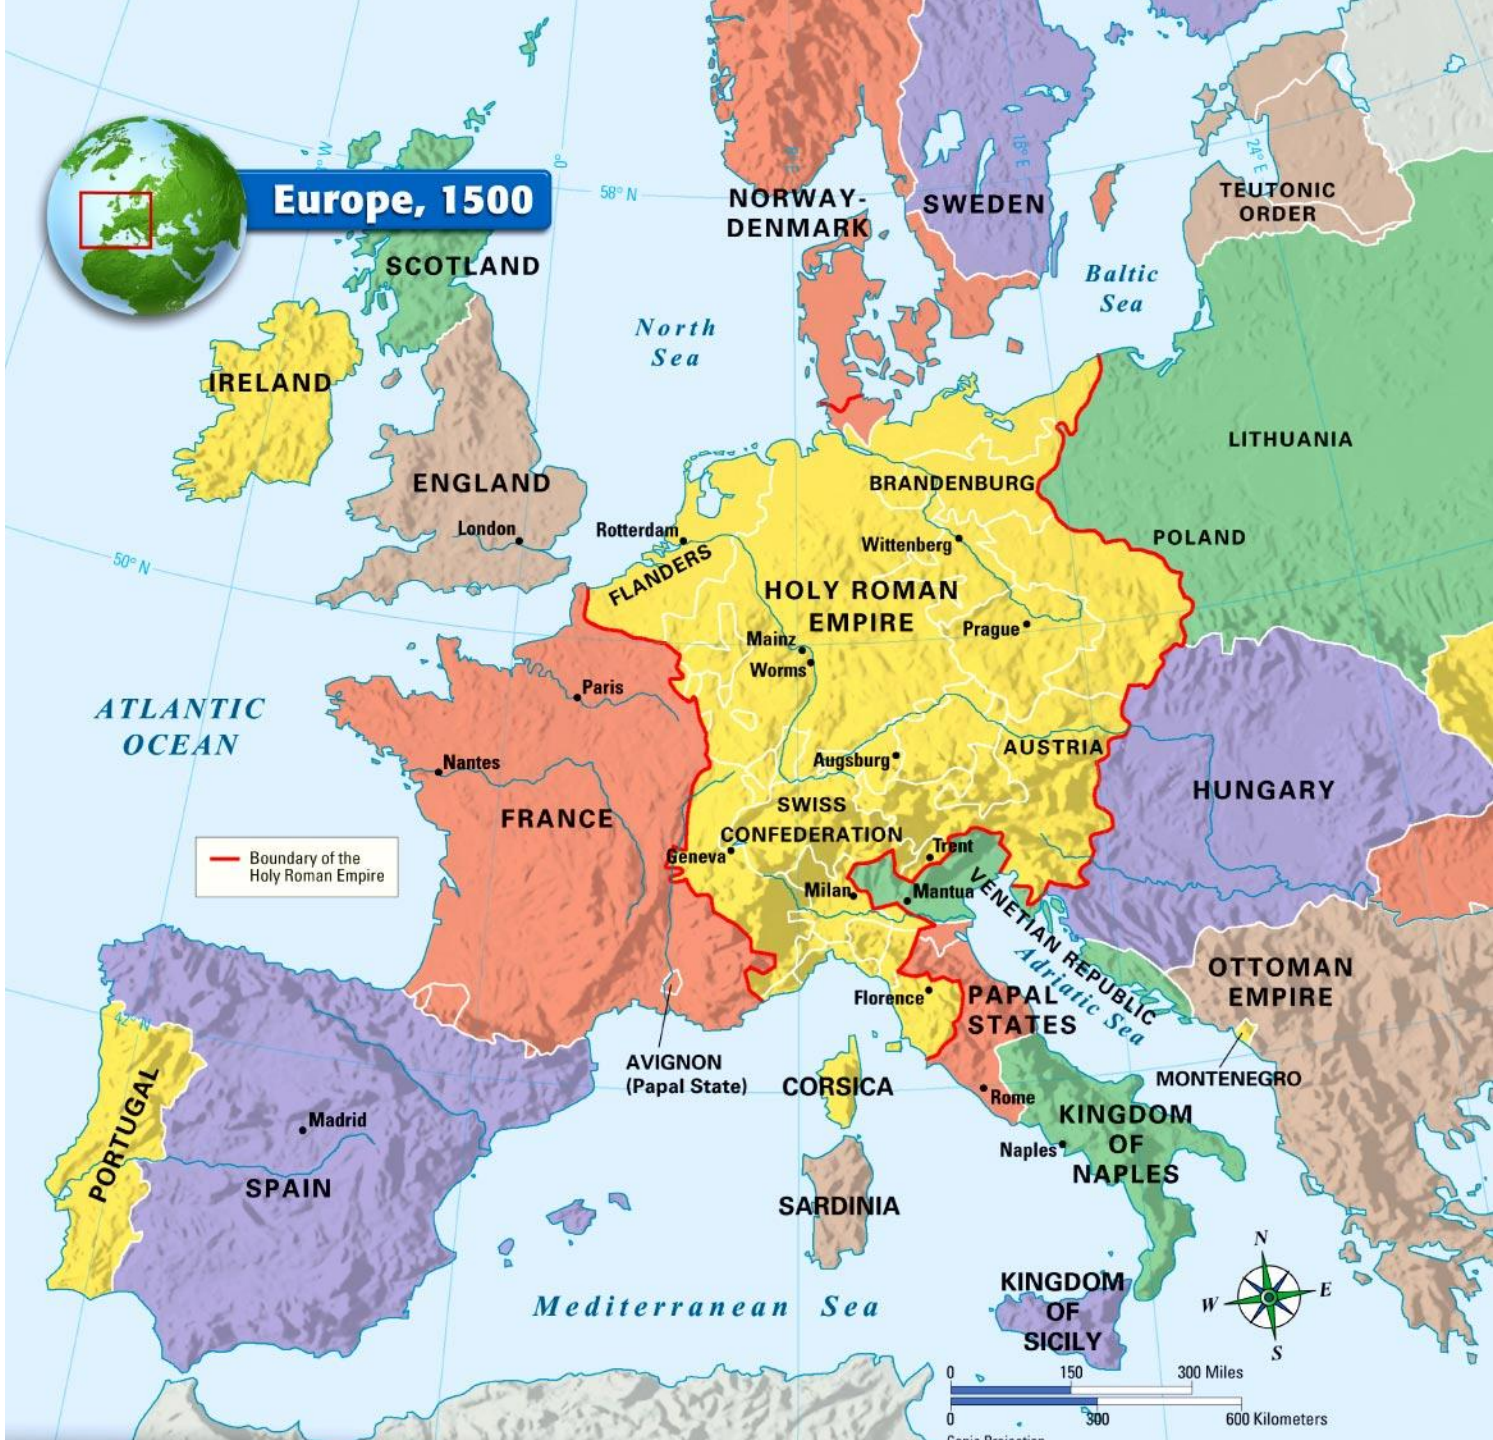 Europe, 1500
58° N
0°
18° E
24° E
NORWAY-
DENMARK
SWEDEN
TEUTONIC
ORDER
SCOTLAND
Baltic
Sea
North
Sea
IRELAND
LITHUANIA
ENGLAND
BRANDENBURG
London
Rotterdam
POLAND
Wittenberg
50° N
FLANDERS
HOLY ROMAN
EMPIRE
Prague
Mainz
Worms
Paris
ATLANTIC
OCEAN
AUSTRIA
Nantes
Augsburg
HUNGARY
SWISS
CONFEDERATION
FRANCE
Boundary of the
Holy Roman Empire
Geneva
Trent
Milan
Mantua
VENETIAN REPUBLIC
Adriatic Sea
OTTOMAN
EMPIRE
Florence
PAPAL
STATES
42° N
AVIGNON
(Papal State)
CORSICA
MONTENEGRO
Rome
PORTUGAL
Madrid
KINGDOM
OF
NAPLES
Naples
SPAIN
SARDINIA
N
W
E
S
KINGDOM
OF
SICILY
Mediterranean Sea
0 150 300 Miles
0 300 600 Kilometers